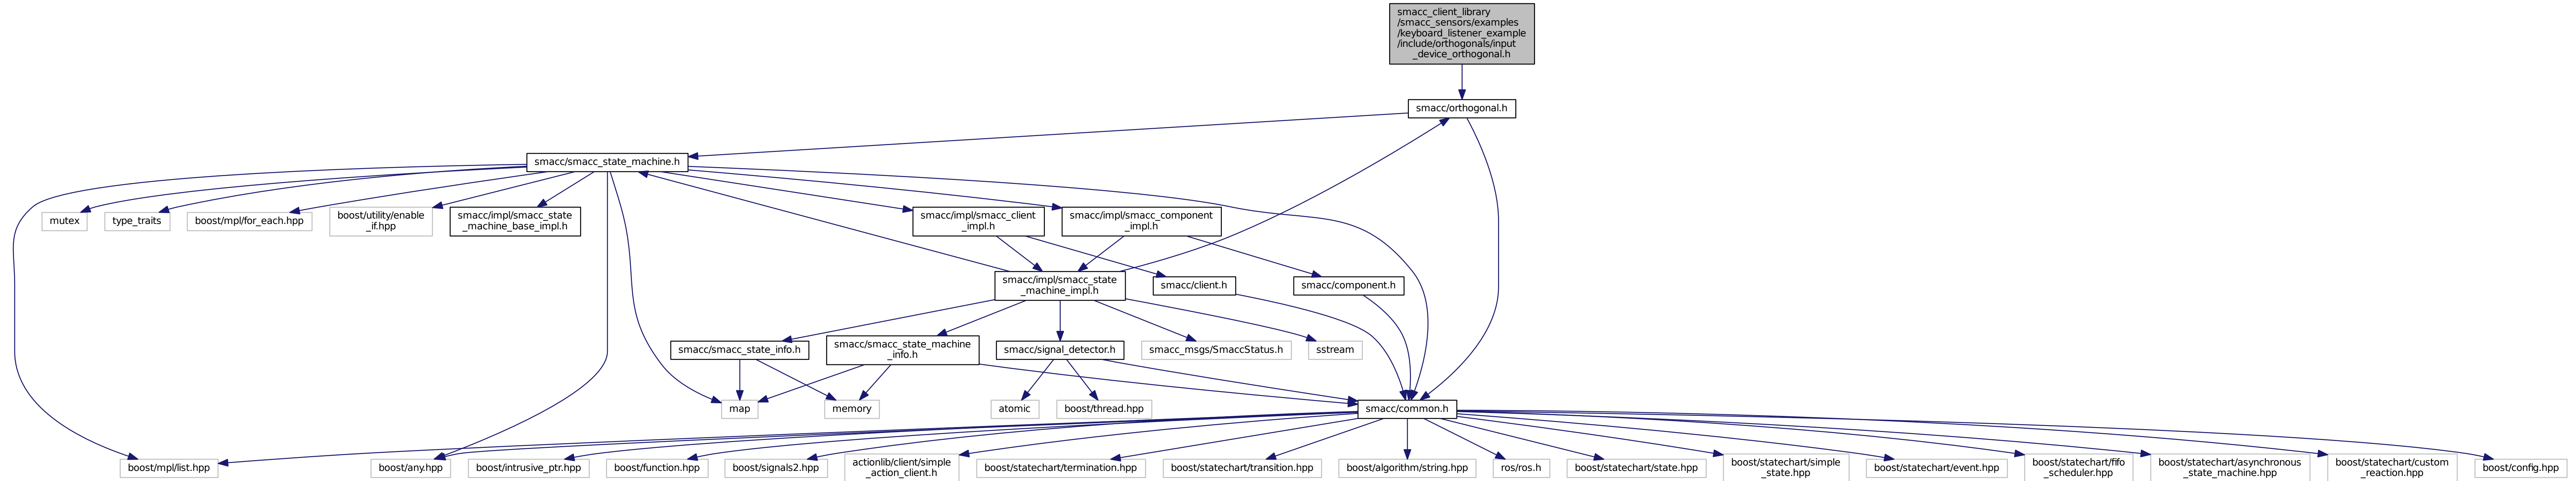 smacc_client_library
/smacc_sensors/examples
/keyboard_listener_example
/include/orthogonals/input
_device_orthogonal.h
smacc/orthogonal.h
smacc/smacc_state_machine.h
mutex
type_traits
boost/mpl/for_each.hpp
boost/utility/enable
_if.hpp
smacc/impl/smacc_state
_machine_base_impl.h
smacc/impl/smacc_client
_impl.h
smacc/impl/smacc_component
_impl.h
smacc/impl/smacc_state
_machine_impl.h
smacc/client.h
smacc/component.h
smacc/smacc_state_info.h
smacc/smacc_state_machine
_info.h
smacc/signal_detector.h
smacc_msgs/SmaccStatus.h
sstream
map
memory
atomic
boost/thread.hpp
smacc/common.h
boost/mpl/list.hpp
boost/any.hpp
boost/intrusive_ptr.hpp
boost/function.hpp
boost/signals2.hpp
actionlib/client/simple
_action_client.h
boost/statechart/termination.hpp
boost/statechart/transition.hpp
boost/algorithm/string.hpp
ros/ros.h
boost/statechart/state.hpp
boost/statechart/simple
_state.hpp
boost/statechart/event.hpp
boost/statechart/fifo
_scheduler.hpp
boost/statechart/asynchronous
_state_machine.hpp
boost/statechart/custom
_reaction.hpp
boost/config.hpp